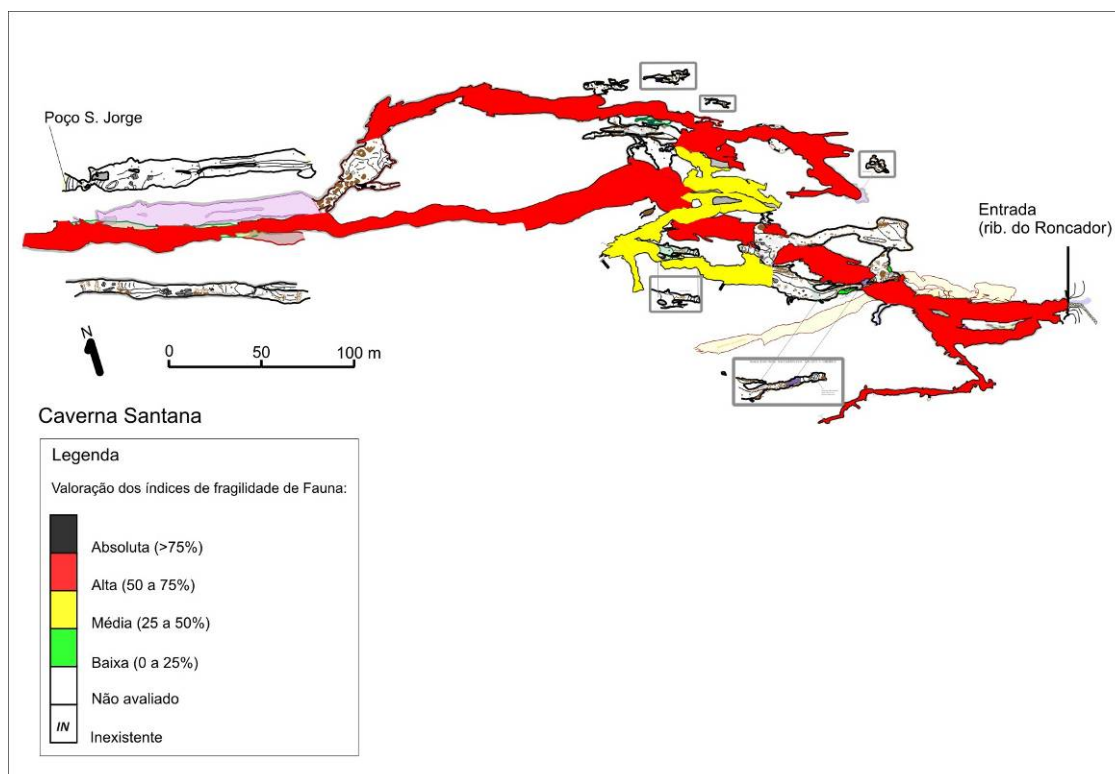 Poço S. Jorge
Entrada
(rib. do Roncador)
N
0 50 100 m
Caverna Santana
Legenda
Valoração dos índices de fragilidade de Fauna:
Absoluta (>75%)
Alta (50 a 75%)
Média (25 a 50%)
Baixa (0 a 25%)
Não avaliado
IN Inexistente